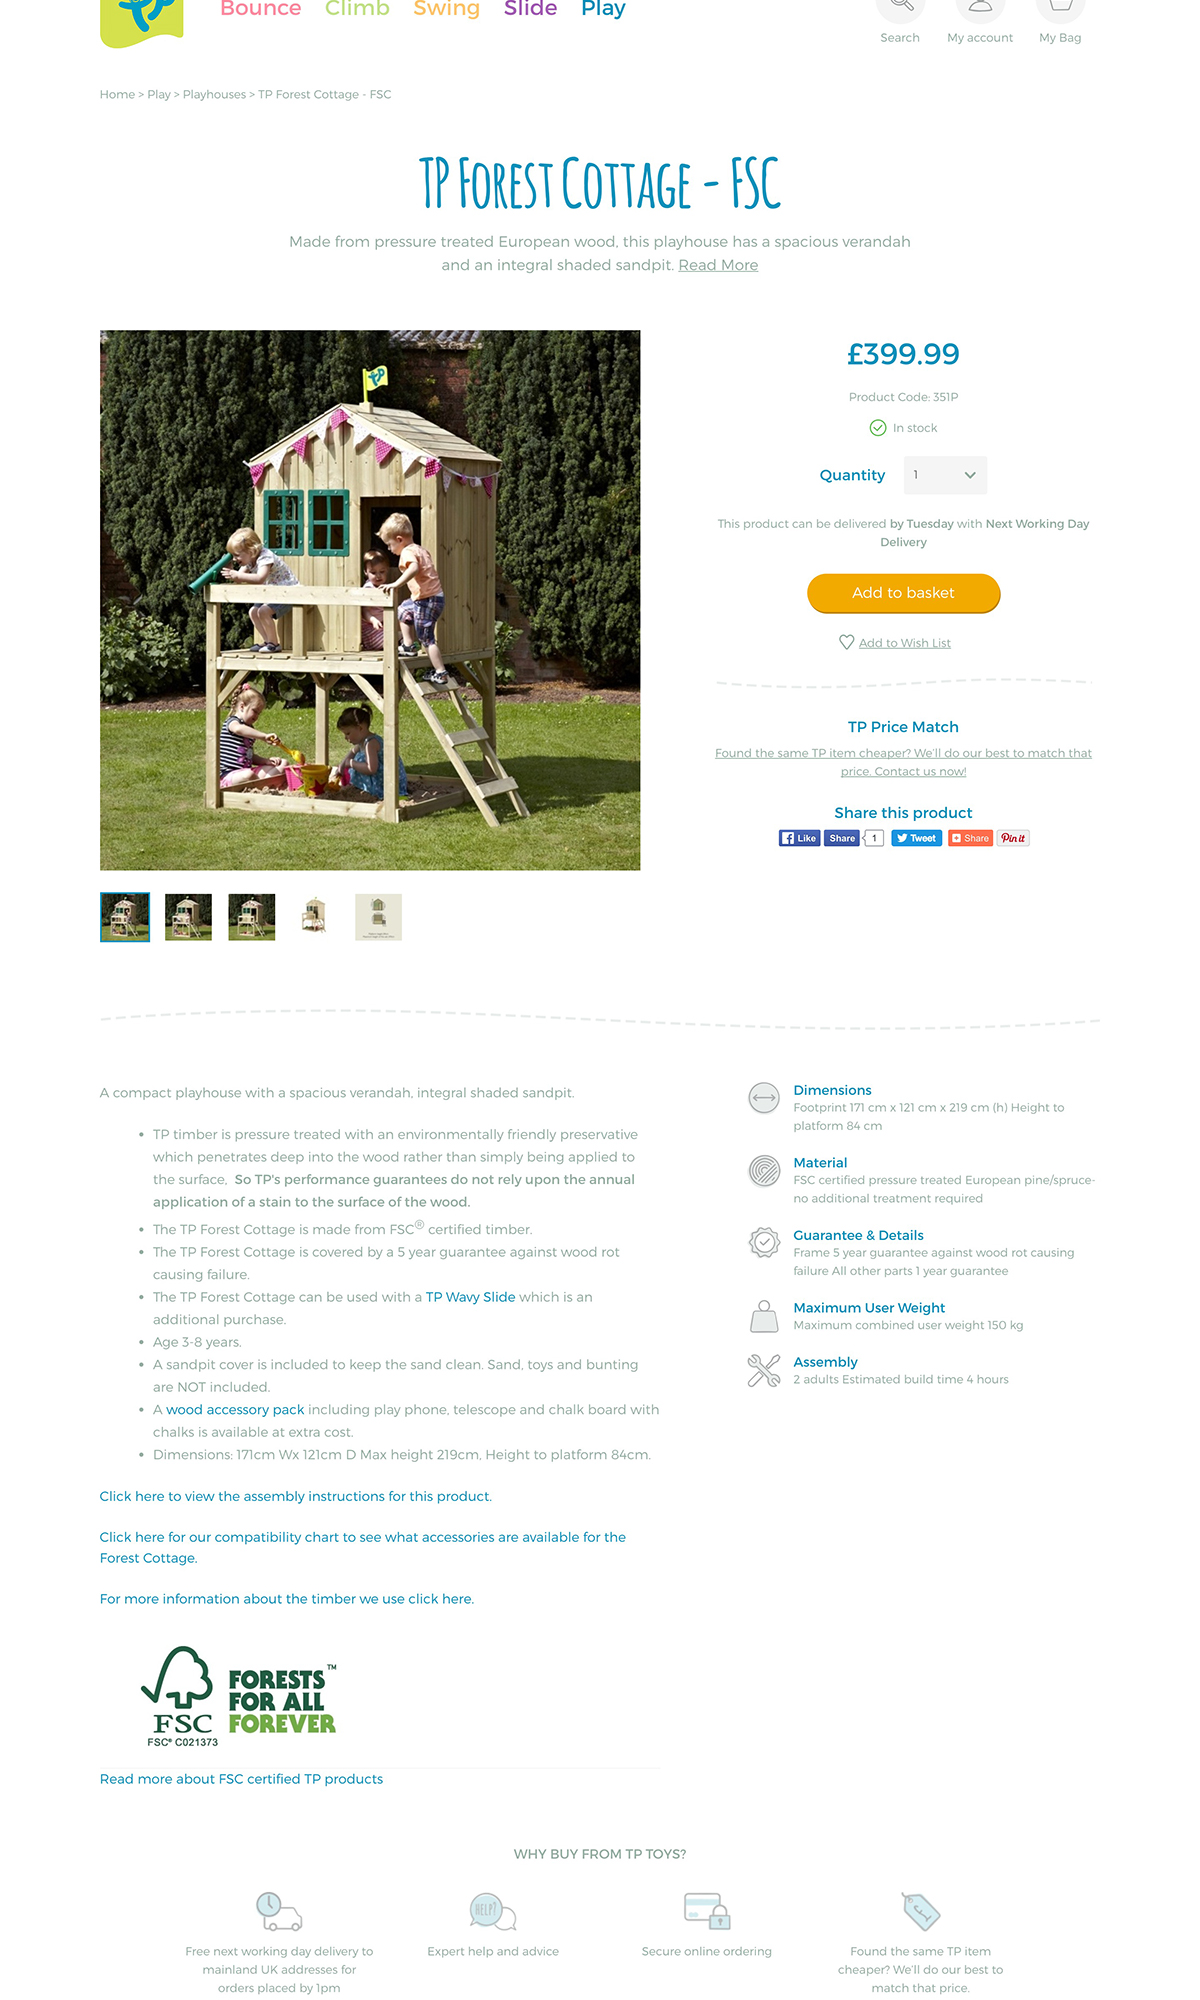 Bounce Climb Swing Slide Play
Search My account My Bag
Home > Play > Playhouses > TP Forest Cottage - FSC
TP Forest Cottage - FSC
Made from pressure treated European wood, this playhouse has a spacious verandah
and an integral shaded sandpit. Read More
£399.99
Product Code: 351P
In stock
Quantity 1
This product can be delivered by Tuesday with Next Working Day
Delivery
Add to basket
Add to Wish List
TP Price Match
Found the same TP item cheaper? We'll do our best to match that
price. Contact us now!
Share this product
Like Share 1 Tweet Share Pin it
A compact playhouse with a spacious verandah, integral shaded sandpit.
• TP timber is pressure treated with an environmentally friendly preservative
which penetrates deep into the wood rather than simply being applied to
the surface, So TP's performance guarantees do not rely upon the annual
application of a stain to the surface of the wood.
• The TP Forest Cottage is made from FSC® certified timber.
• The TP Forest Cottage is covered by a 5 year guarantee against wood rot
causing failure.
• The TP Forest Cottage can be used with a TP Wavy Slide which is an
additional purchase.
• Age 3-8 years.
• A sandpit cover is included to keep the sand clean. Sand, toys and bunting
are NOT included.
• A wood accessory pack including play phone, telescope and chalk board with
chalks is available at extra cost.
• Dimensions: 171cm Wx 121cm D Max height 219cm, Height to platform 84cm.
Click here to view the assembly instructions for this product.
Click here for our compatibility chart to see what accessories are available for the
Forest Cottage.
For more information about the timber we use click here.
FORESTS™
FOR ALL
FOREVER
FSC
FSC® C021373
Read more about FSC certified TP products
Dimensions
Footprint 171 cm x 121 cm x 219 cm (h) Height to
platform 84 cm
Material
FSC certified pressure treated European pine/spruce-
no additional treatment required
Guarantee & Details
Frame 5 year guarantee against wood rot causing
failure All other parts 1 year guarantee
Maximum User Weight
Maximum combined user weight 150 kg
Assembly
2 adults Estimated build time 4 hours
WHY BUY FROM TP TOYS?
HELP?
£
Free next working day delivery to
mainland UK addresses for
orders placed by 1pm
Expert help and advice
Secure online ordering
Found the same TP item
cheaper? We'll do our best to
match that price.